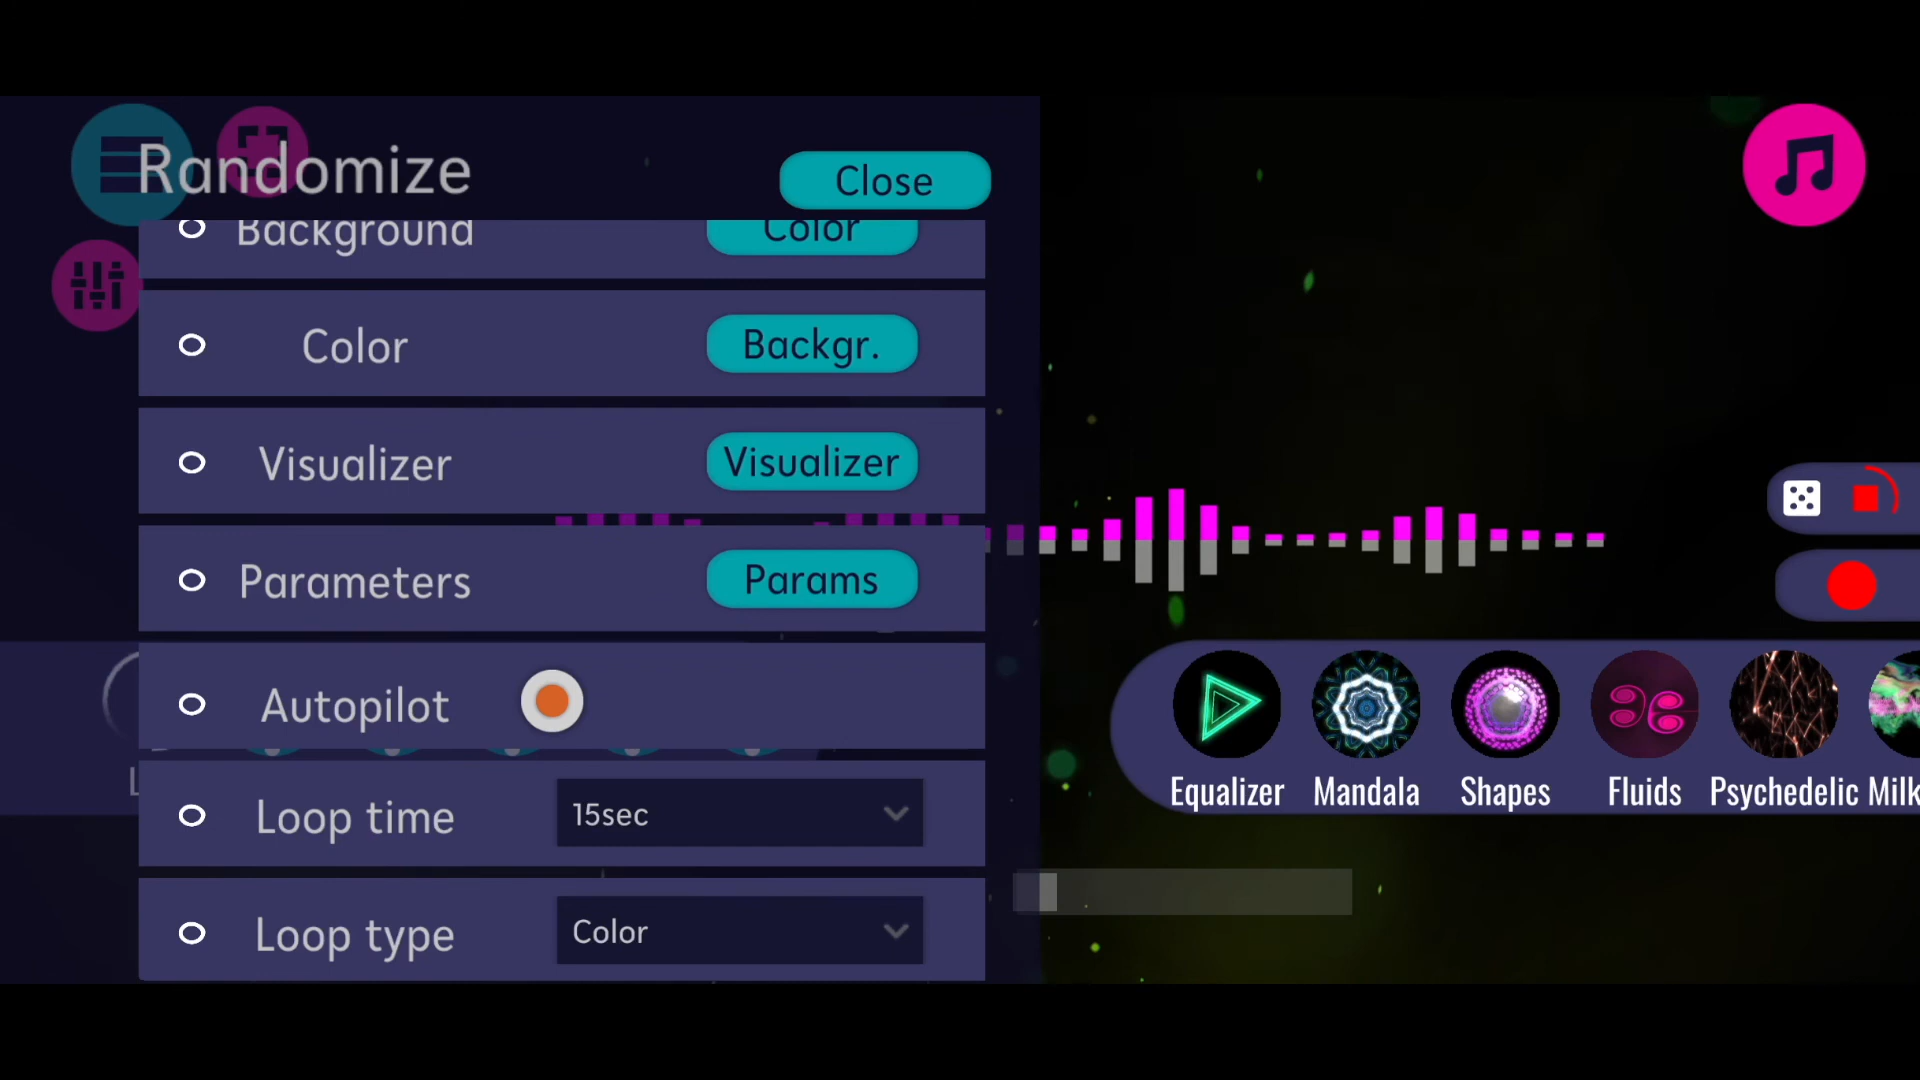 Randomize
Close
Background
Color
Color
Backgr.
Visualizer
Visualizer
Parameters
Params
Autopilot
Loop time
15sec
Loop type
Color
Equalizer
Mandala
Shapes
Fluids
Psychedelic
Milk